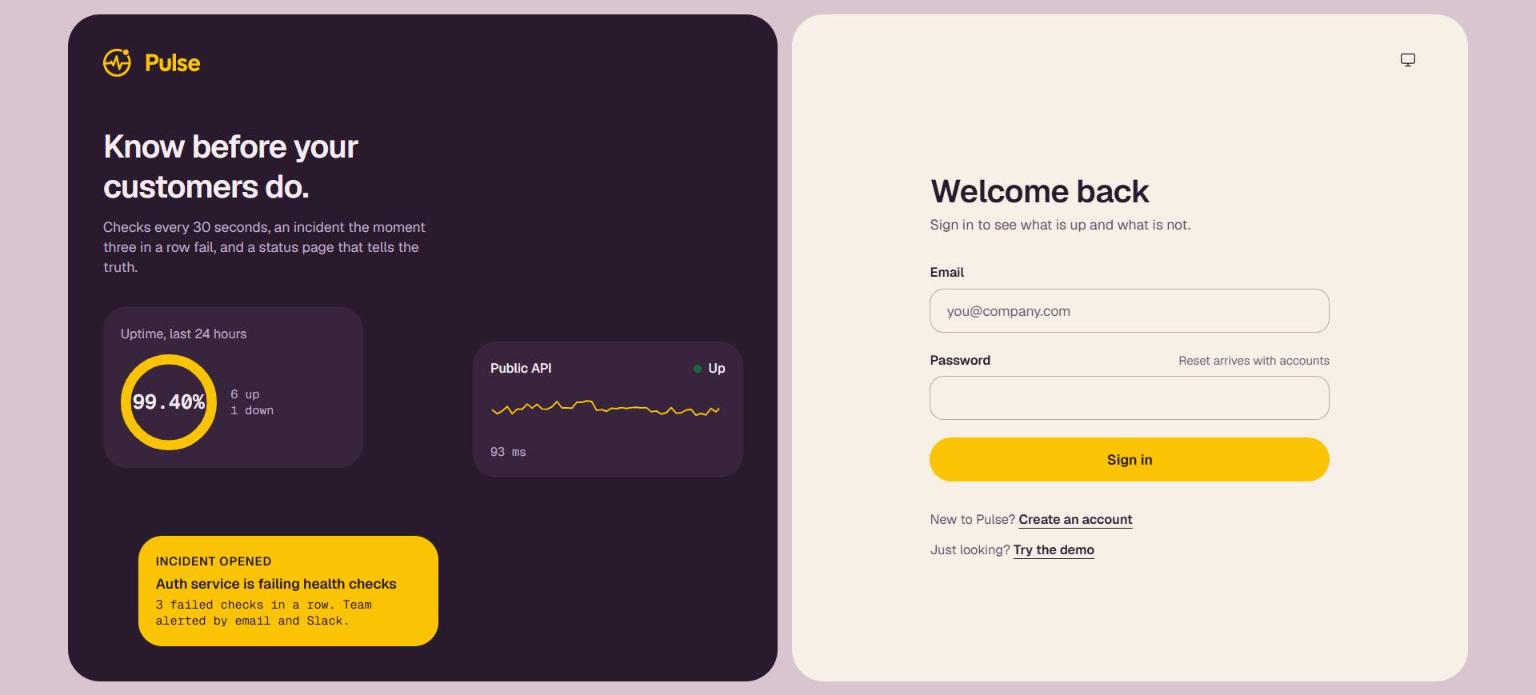 Pulse
Know before your
customers do.
Checks every 30 seconds, an incident the moment
three in a row fail, and a status page that tells the
truth.
Uptime, last 24 hours
99.40%
6 up
1 down
Public API
Up
93 ms
INCIDENT OPENED
Auth service is failing health checks
3 failed checks in a row. Team
alerted by email and Slack.
Welcome back
Sign in to see what is up and what is not.
Email
you@company.com
Password
Reset arrives with accounts
Sign in
New to Pulse? Create an account
Just looking? Try the demo